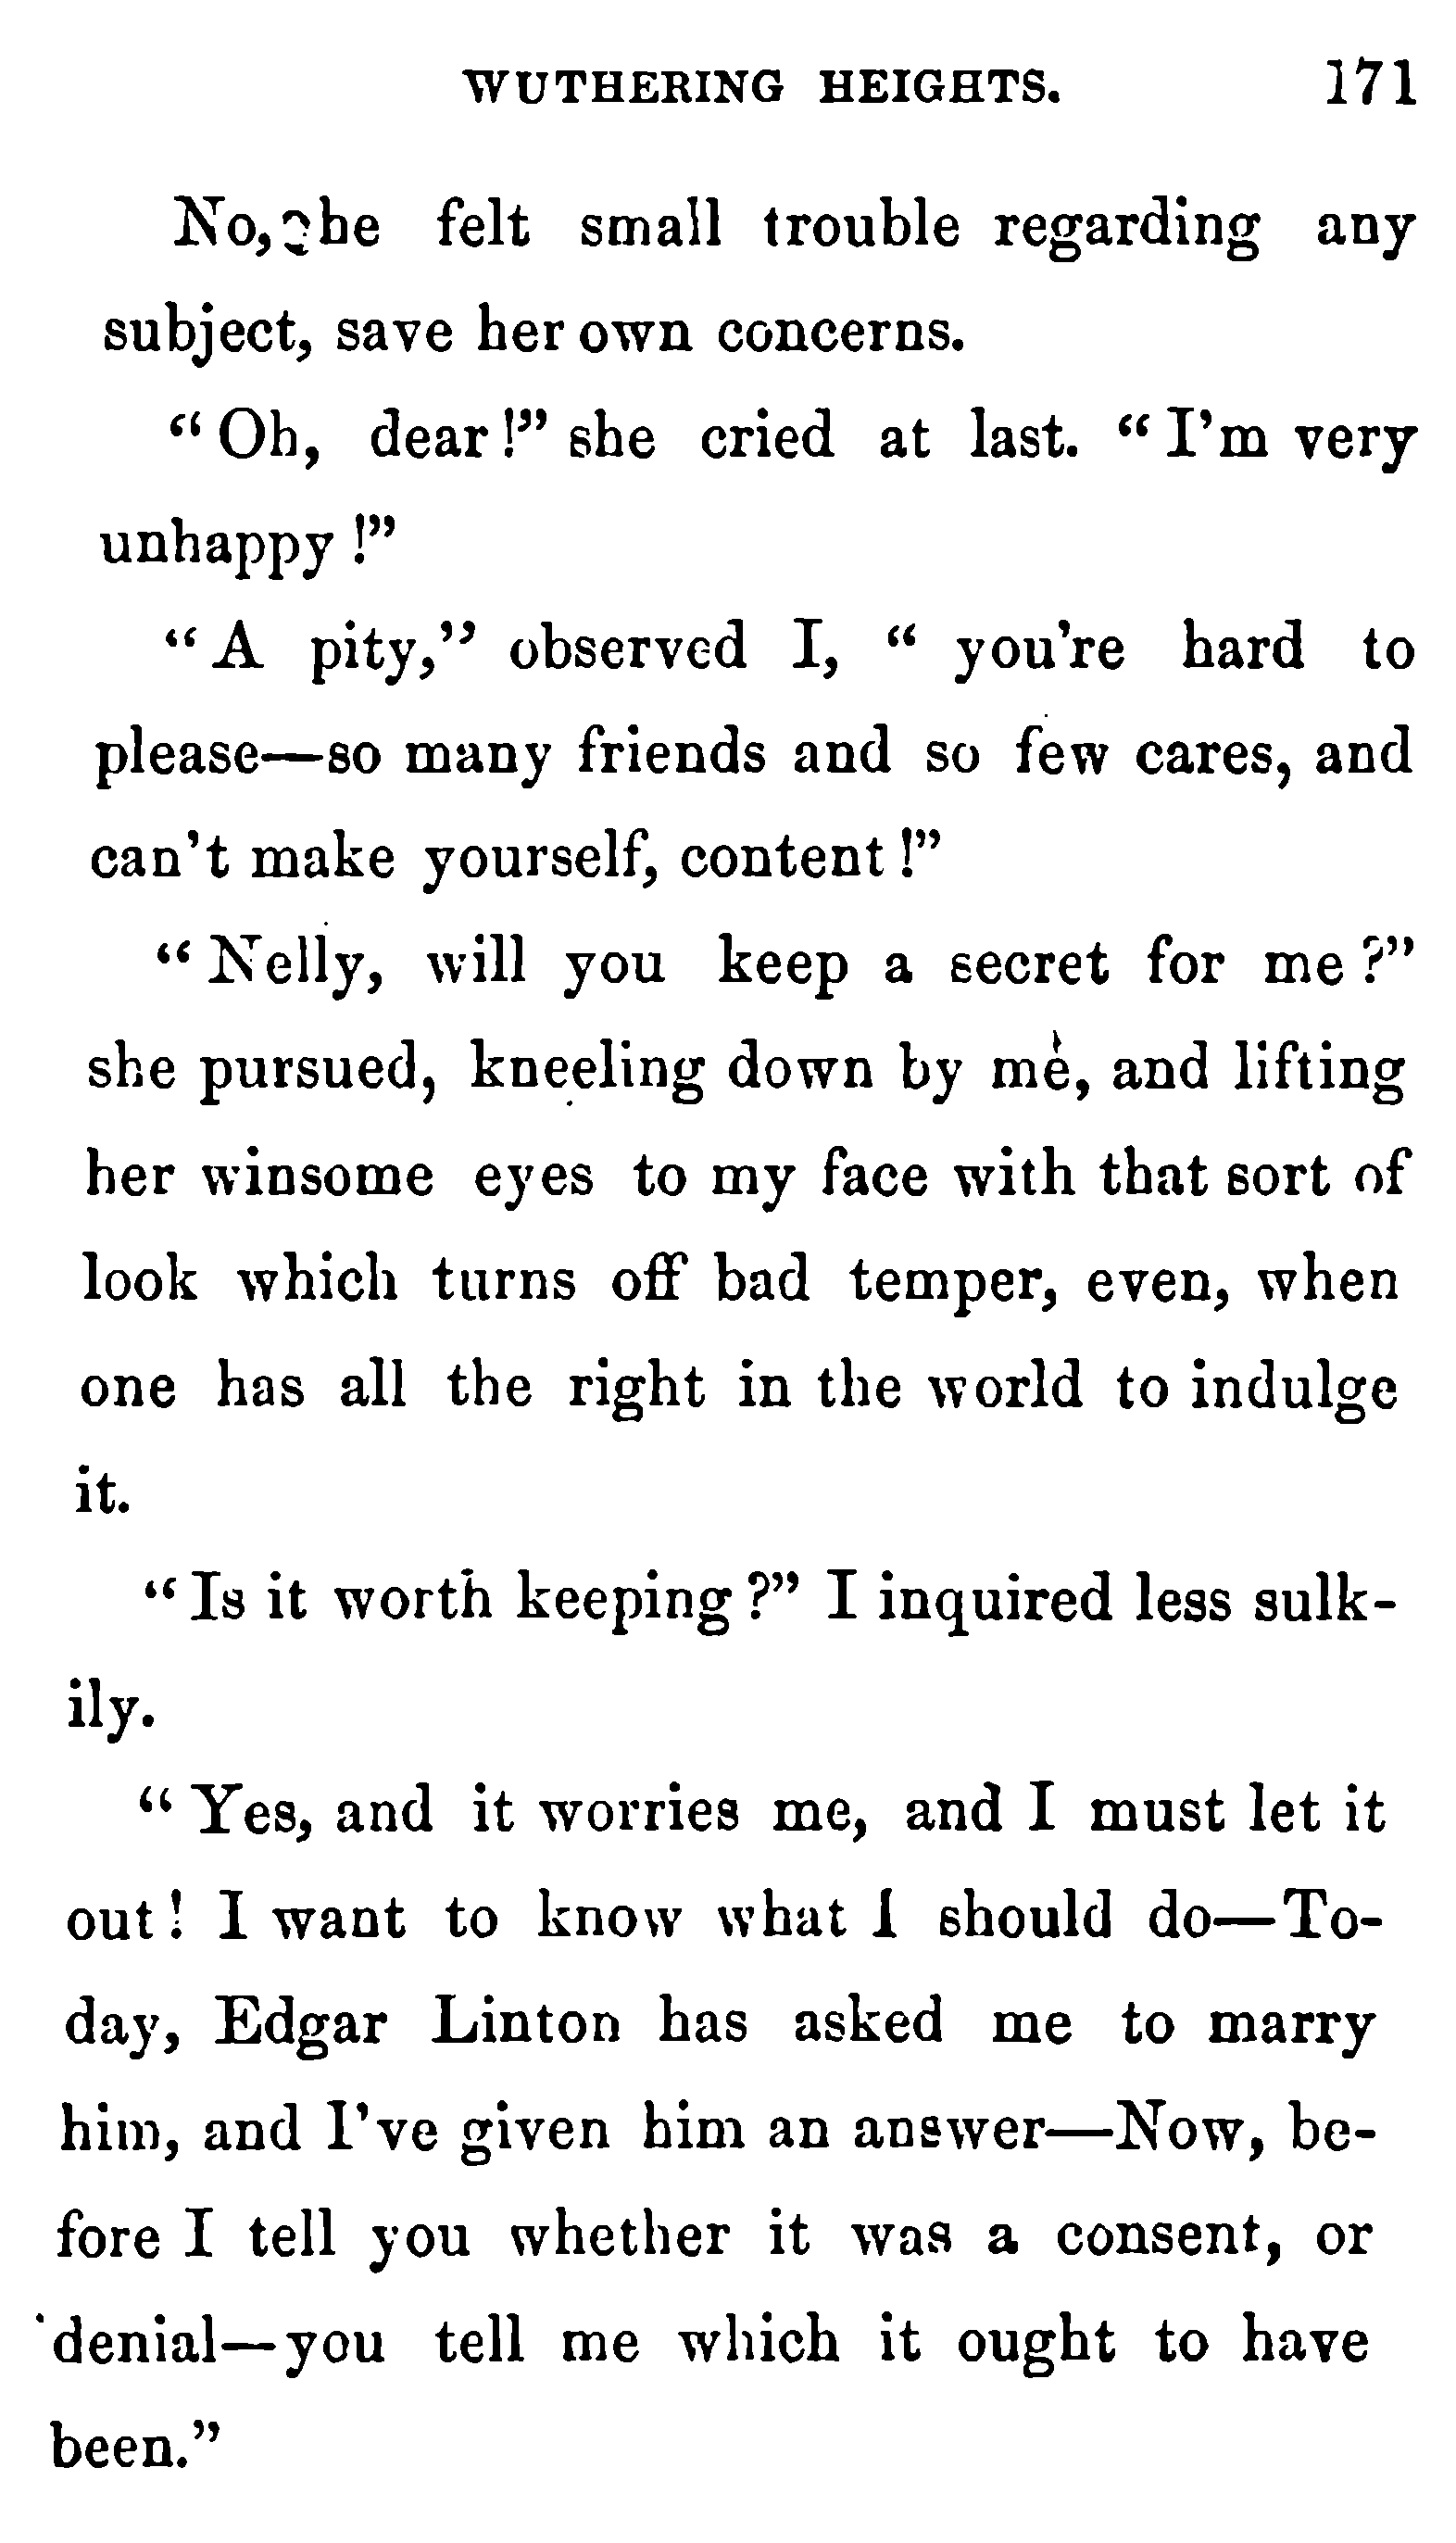 WUTHERING HEIGHTS. 171
No, she felt small trouble regarding any
subject, save her own concerns.
"Oh, dear!" she cried at last. "I'm very
unhappy!"
"A pity," observed I, "you're hard to
please—so many friends and so few cares, and
can't make yourself, content!"
"Nelly, will you keep a secret for me?"
she pursued, kneeling down by me, and lifting
her winsome eyes to my face with that sort of
look which turns off bad temper, even, when
one has all the right in the world to indulge
it.
"Is it worth keeping?" I inquired less sulk-
ily.
"Yes, and it worries me, and I must let it
out! I want to know what I should do—To-
day, Edgar Linton has asked me to marry
him, and I've given him an answer—Now, be-
fore I tell you whether it was a consent, or
denial—you tell me which it ought to have
been."